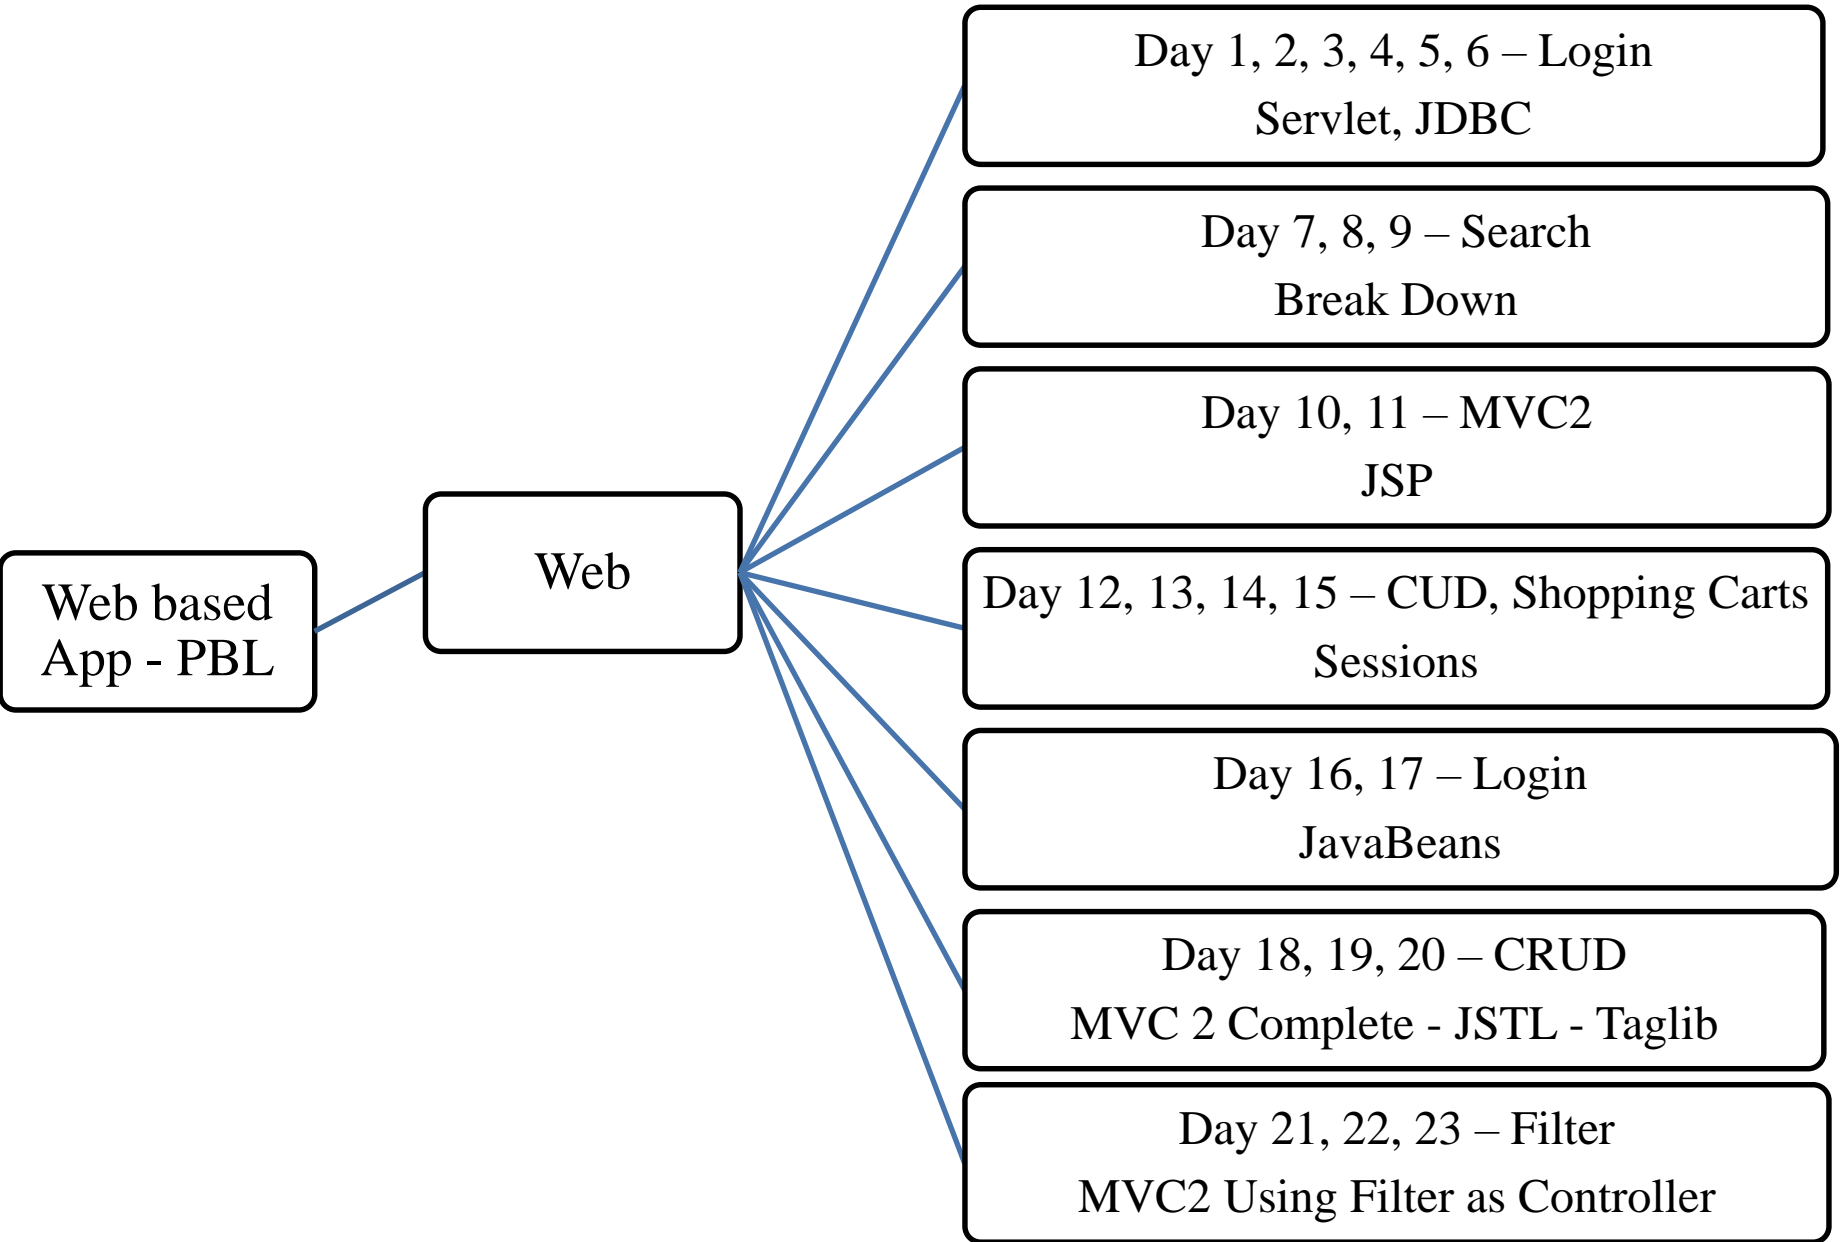 Web based
App - PBL
Web
Day 1, 2, 3, 4, 5, 6 – Login
Servlet, JDBC
Day 7, 8, 9 – Search
Break Down
Day 10, 11 – MVC2
JSP
Day 12, 13, 14, 15 – CUD, Shopping Carts
Sessions
Day 16, 17 – Login
JavaBeans
Day 18, 19, 20 – CRUD
MVC 2 Complete - JSTL - Taglib
Day 21, 22, 23 – Filter
MVC2 Using Filter as Controller